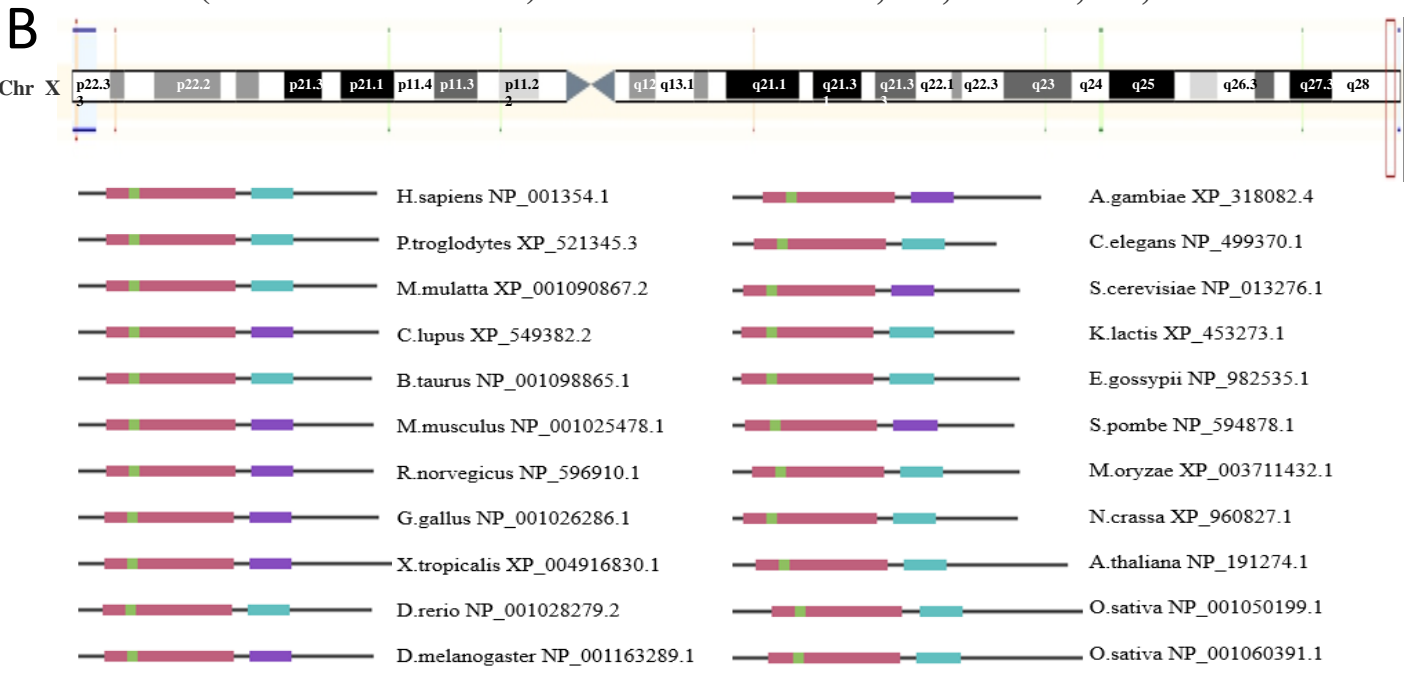 B
Chr X p22.3 3 p22.2 p21.3 p21.1 p11.4 p11.3 p11.2 2 q12 q13.1 q21.1 q21.3 1 q21.3 3 q22.1 q22.3 q23 q24 q25 q26.3 q27.3 q28
H.sapiens NP_001354.1
P.troglodytes XP_521345.3
M.mulatta XP_001090867.2
C.lupus XP_549382.2
B.taurus NP_001098865.1
M.musculus NP_001025478.1
R.norvegicus NP_596910.1
G.gallus NP_001026286.1
X.tropicalis XP_004916830.1
D.rerio NP_001028279.2
D.melanogaster NP_001163289.1
A.gambiae XP_318082.4
C.elegans NP_499370.1
S.cerevisiae NP_013276.1
K.lactis XP_453273.1
E.gossypii NP_982535.1
S.pombe NP_594878.1
M.oryzae XP_003711432.1
N.crassa XP_960827.1
A.thaliana NP_191274.1
O.sativa NP_001050199.1
O.sativa NP_001060391.1